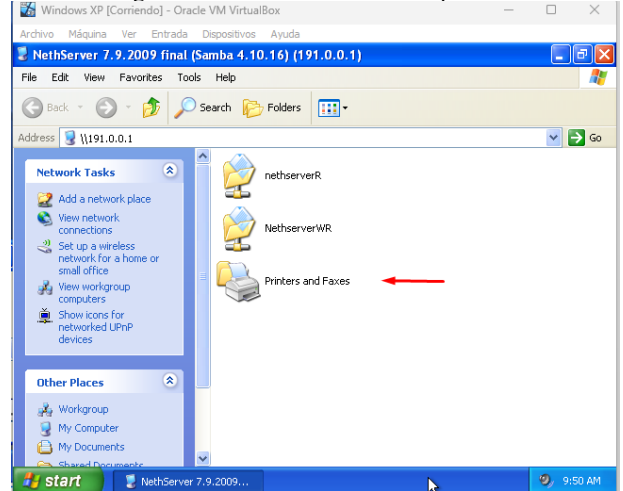 Windows XP [Corriendo] - Oracle VM VirtualBox
Archivo Máquina Ver Entrada Dispositivos Ayuda
NethServer 7.9.2009 final (Samba 4.10.16) (191.0.0.1)
File Edit View Favorites Tools Help
Back Search Folders
Address \\191.0.0.1 Go
Network Tasks
Add a network place
View network
connections
Set up a wireless
network for a home or
small office
View workgroup
computers
Show icons for
networked UPnP
devices
Other Places
Workgroup
My Computer
My Documents
Shared Documents
nethserverR
NethserverWR
Printers and Faxes
start NethServer 7.9.2009... 9:50 AM